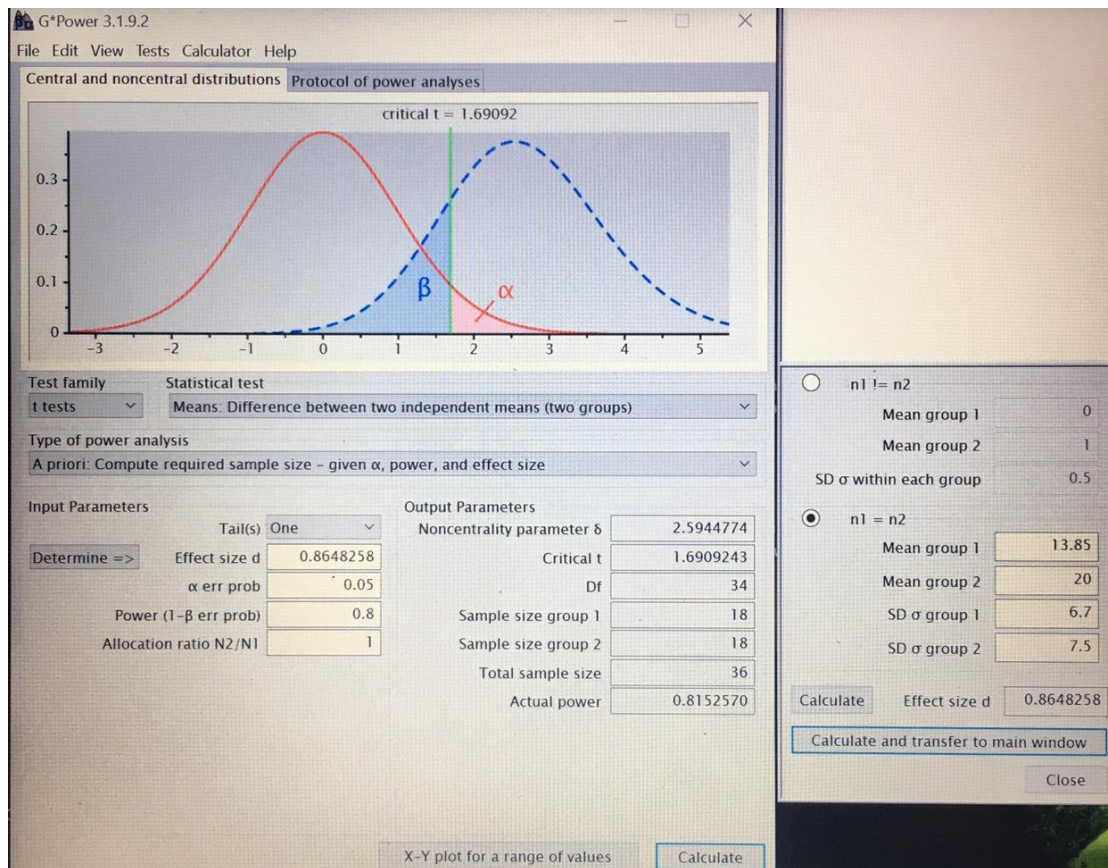 G*Power 3.1.9.2
File Edit View Tests Calculator Help
Central and noncentral distributions Protocol of power analyses
critical t = 1.69092
0.3
0.2
0.1
0
β
α
-3 -2 -1 0 1 2 3 4 5
Test family Statistical test
t tests Means: Difference between two independent means (two groups)
Type of power analysis
A priori: Compute required sample size – given α, power, and effect size
Input Parameters
Tail(s) One
Determine => Effect size d 0.8648258
α err prob 0.05
Power (1-β err prob) 0.8
Allocation ratio N2/N1 1
Output Parameters
Noncentrality parameter δ 2.5944774
Critical t 1.6909243
Df 34
Sample size group 1 18
Sample size group 2 18
Total sample size 36
Actual power 0.8152570
X-Y plot for a range of values Calculate
n1 != n2
Mean group 1 0
Mean group 2 1
SD σ within each group 0.5
n1 = n2
Mean group 1 13.85
Mean group 2 20
SD σ group 1 6.7
SD σ group 2 7.5
Calculate Effect size d 0.8648258
Calculate and transfer to main window
Close